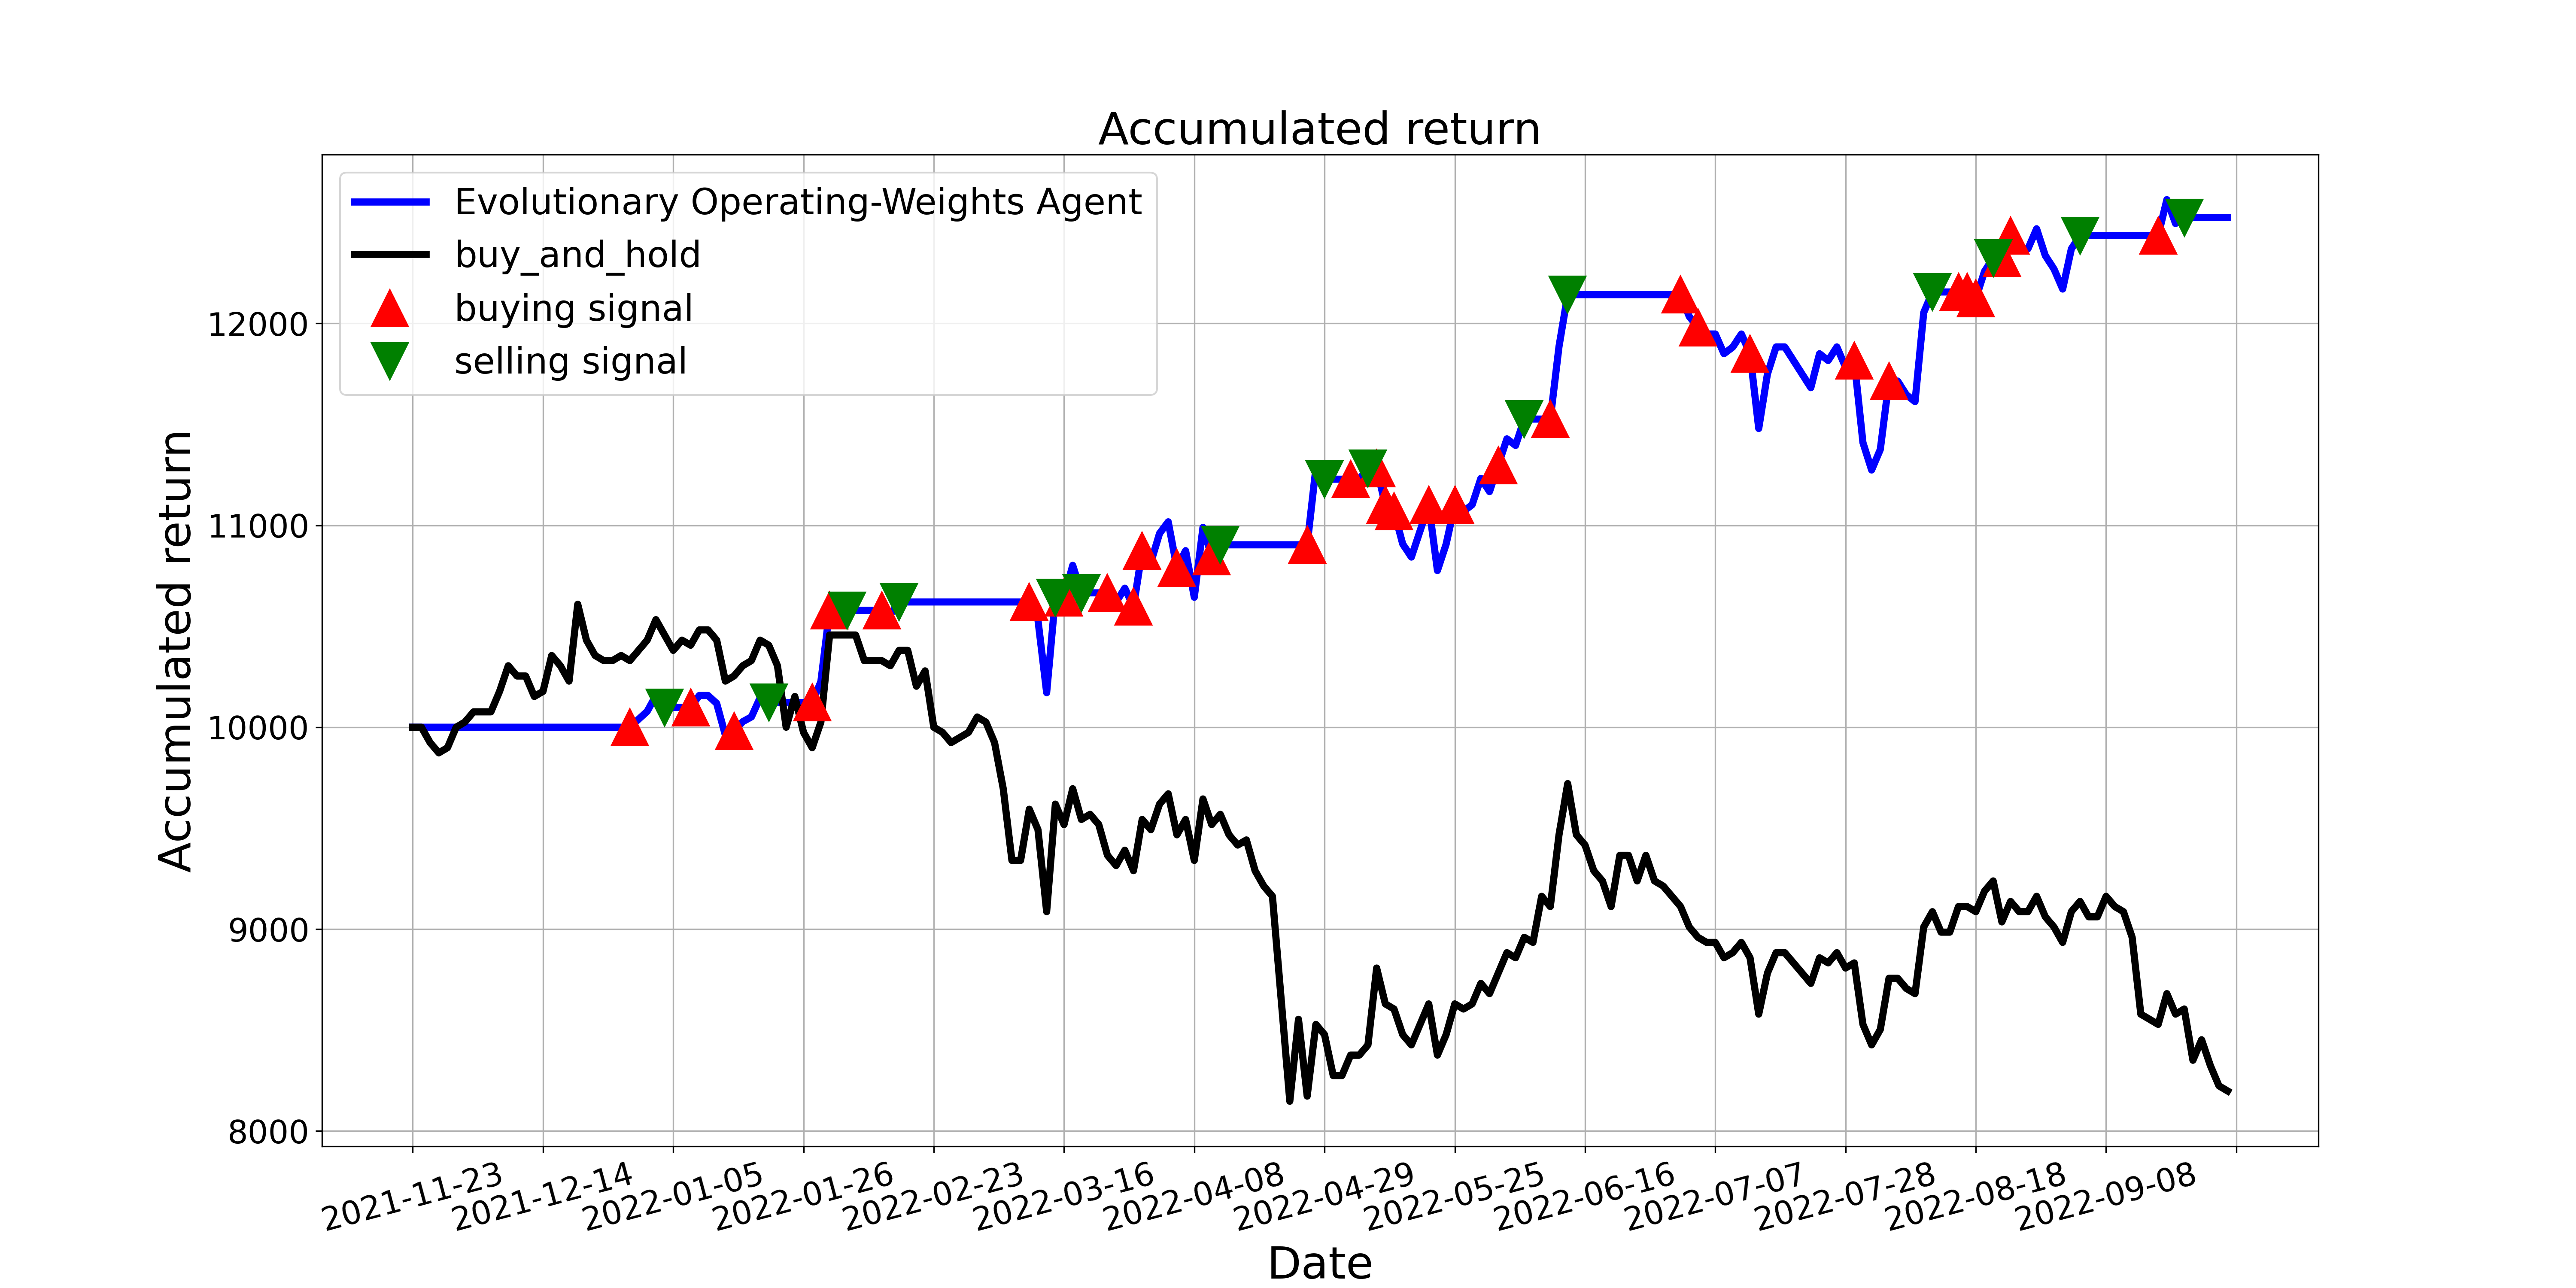 Accumulated return
Evolutionary Operating-Weights Agent
buy_and_hold
buying signal
selling signal
Accumulated return
12000
11000
10000
9000
8000
2021-11-23
2021-12-14
2022-01-05
2022-01-26
2022-02-23
2022-03-16
2022-04-08
2022-04-29
2022-05-25
2022-06-16
2022-07-07
2022-07-28
2022-08-18
2022-09-08
Date